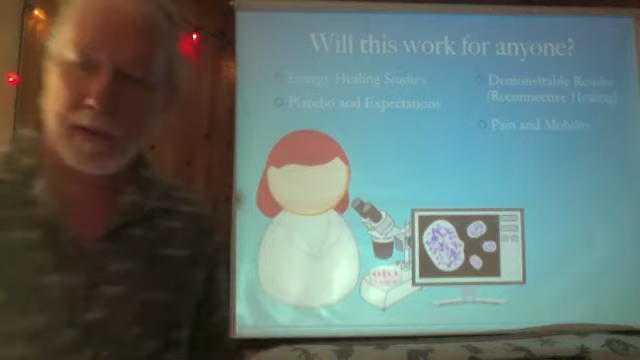 Will this work for anyone?
Energy Healing Studies
Placebo and Expectations
Demonstrable Results
(Reconnective Healing)
Pain and Mobility